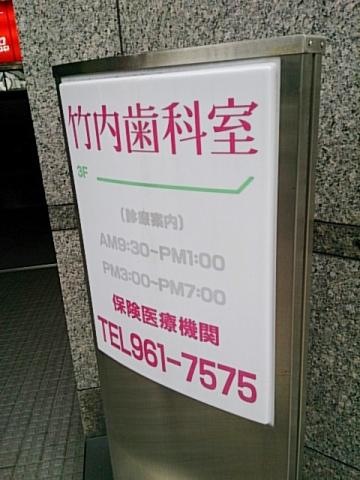 竹内歯科室
3F
(診療案内)
AM9:30-PM1:00
PM3:00-PM7:00
保険医療機関
TEL961-7575